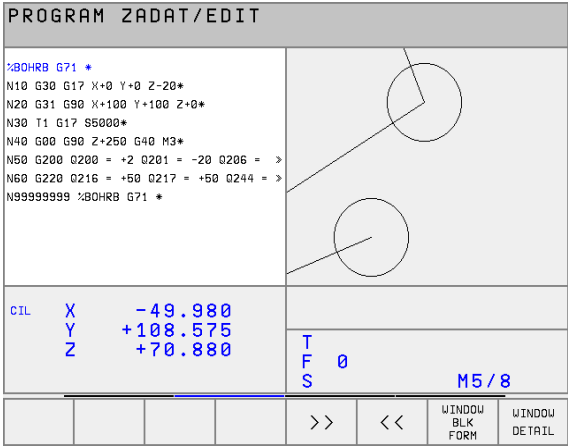 PROGRAM ZADAT/EDIT
%BOHRB G71 *
N10 G30 G17 X+0 Y+0 Z-20*
N20 G31 G90 X+100 Y+100 Z+0*
N30 T1 G17 S5000*
N40 G00 G90 Z+250 G40 M3*
N50 G200 Q200 = +2 Q201 = -20 Q206 = »
N60 G220 Q216 = +50 Q217 = +50 Q244 = »
N99999999 %BOHRB G71 *
CIL X -49.980
Y +108.575
Z +70.880
T
F 0
S M5/8
>> << WINDOW BLK FORM WINDOW DETAIL